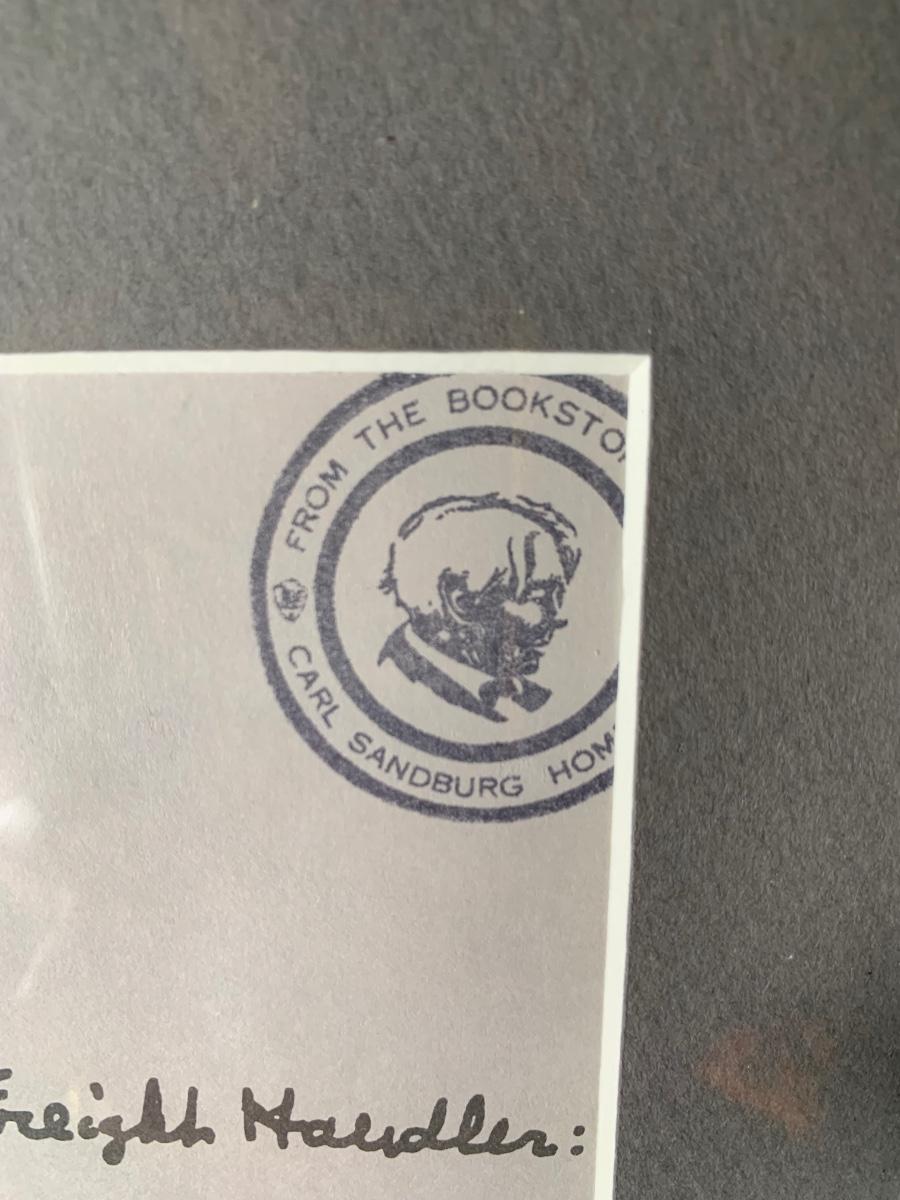 FROM THE BOOKSTO
CARL SANDBURG HOM
Freight Handler: